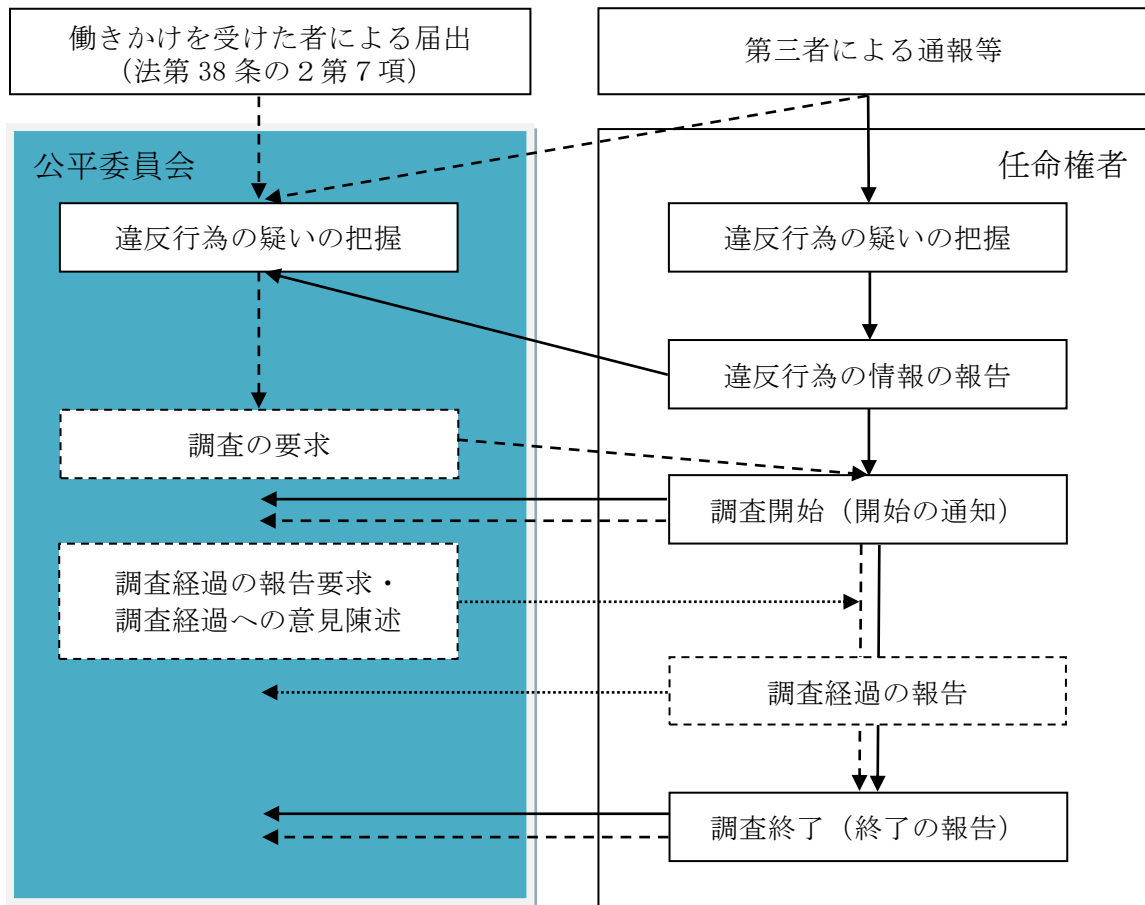 働きかけを受けた者による届出
（法第 38 条の２第７項）
第三者による通報等
公平委員会
任命権者
違反行為の疑いの把握
違反行為の疑いの把握
違反行為の情報の報告
調査の要求
調査開始（開始の通知）
調査経過の報告要求・
調査経過への意見陳述
調査経過の報告
調査終了（終了の報告）